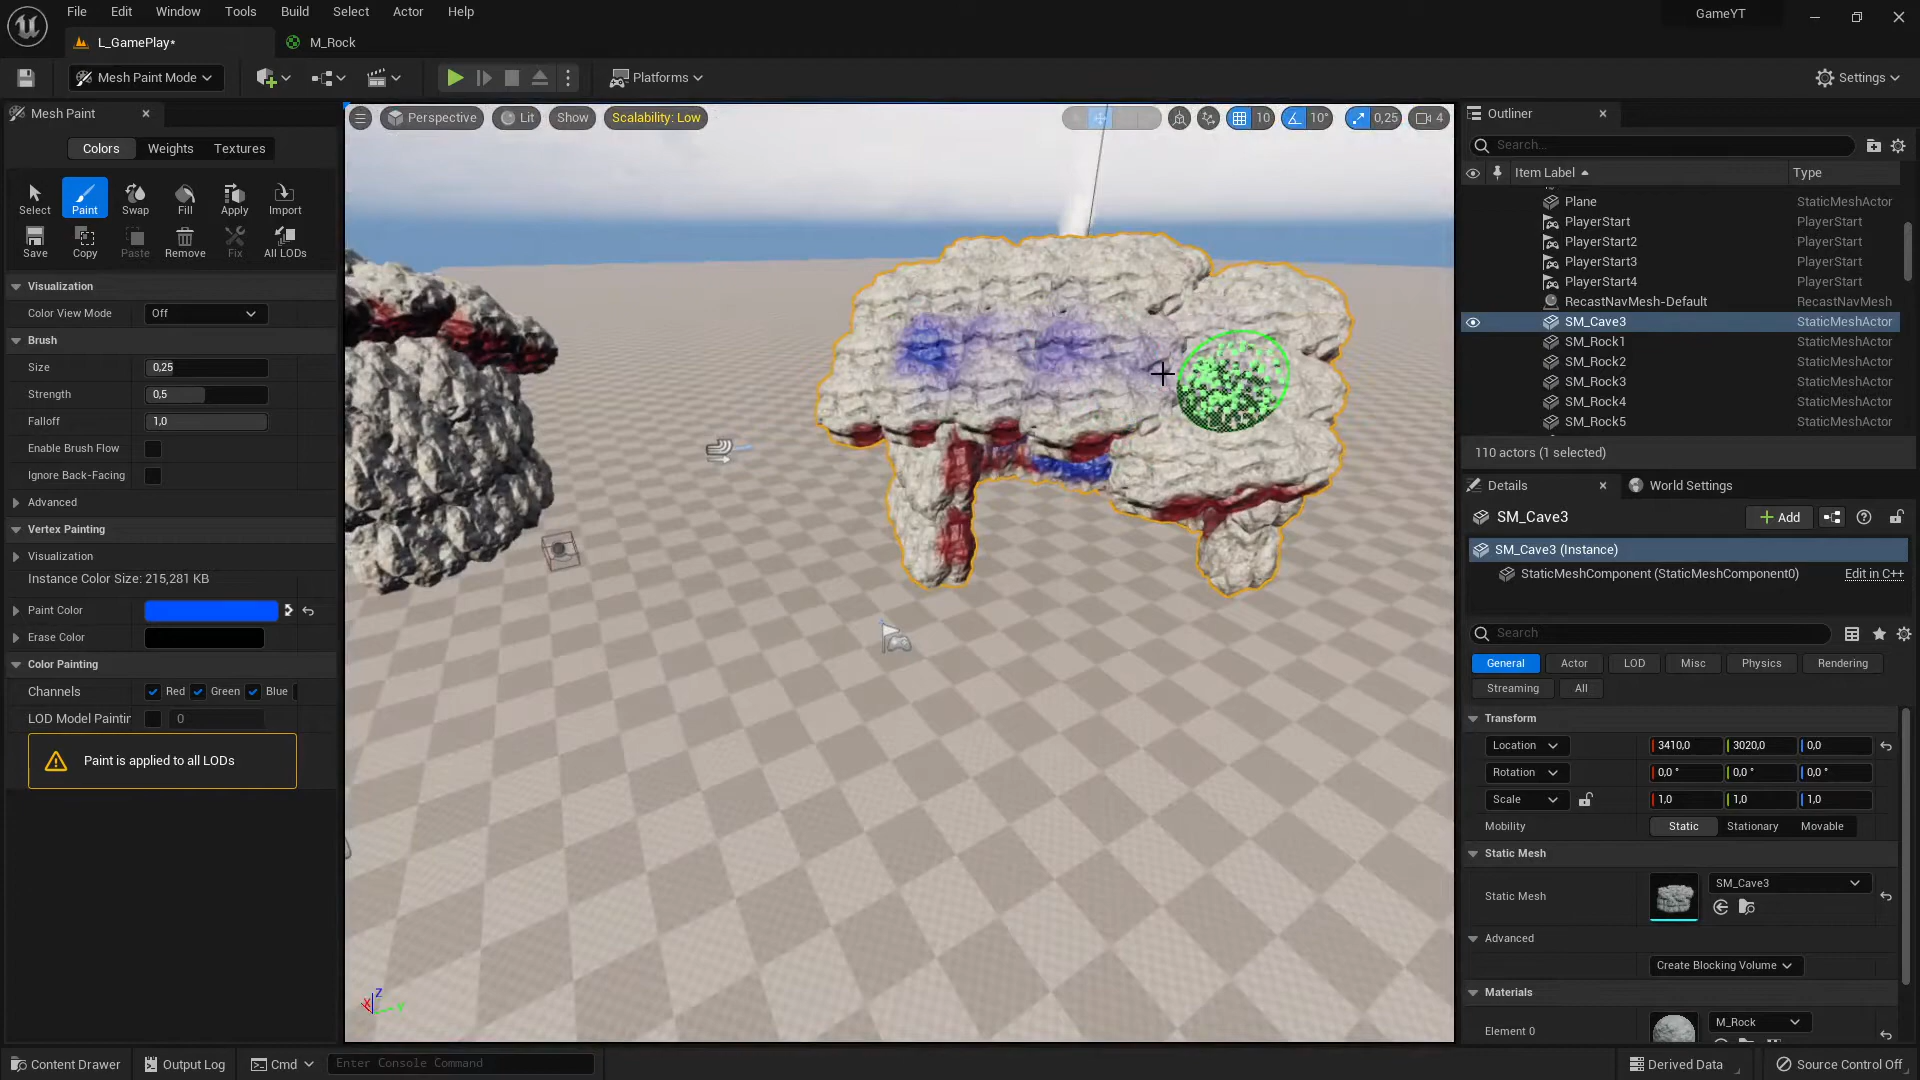 File Edit Window Tools Build Select Actor Help
GameYT
L_GamePlay*
M_Rock
Mesh Paint Mode
Platforms
Settings
Mesh Paint
Colors Weights Textures
Select Paint Swap Fill Apply Import
Save Copy Paste Remove Fix All LODs
Visualization
Color View Mode Off
Brush
Size 0,25
Strength 0,5
Falloff 1,0
Enable Brush Flow
Ignore Back-Facing
Advanced
Vertex Painting
Visualization
Instance Color Size: 215,281 KB
Paint Color
Erase Color
Color Painting
Channels Red Green Blue
LOD Model Paintir 0
Paint is applied to all LODs
Perspective Lit Show Scalability: Low 10 10° 0,25 4
X Z Y
Outliner
Search...
Item Label Type
Plane StaticMeshActor
PlayerStart PlayerStart
PlayerStart2 PlayerStart
PlayerStart3 PlayerStart
PlayerStart4 PlayerStart
RecastNavMesh-Default RecastNavMesh
SM_Cave3 StaticMeshActor
SM_Rock1 StaticMeshActor
SM_Rock2 StaticMeshActor
SM_Rock3 StaticMeshActor
SM_Rock4 StaticMeshActor
SM_Rock5 StaticMeshActor
110 actors (1 selected)
Details World Settings
SM_Cave3 Add
SM_Cave3 (Instance)
StaticMeshComponent (StaticMeshComponent0) Edit in C++
Search
General Actor LOD Misc Physics Rendering
Streaming All
Transform
Location 3410,0 3020,0 0,0
Rotation 0,0 ° 0,0 ° 0,0 °
Scale 1,0 1,0 1,0
Mobility Static Stationary Movable
Static Mesh
Static Mesh SM_Cave3
Advanced
Create Blocking Volume
Materials
Element 0 M_Rock
Content Drawer Output Log Cmd Enter Console Command Derived Data Source Control Off